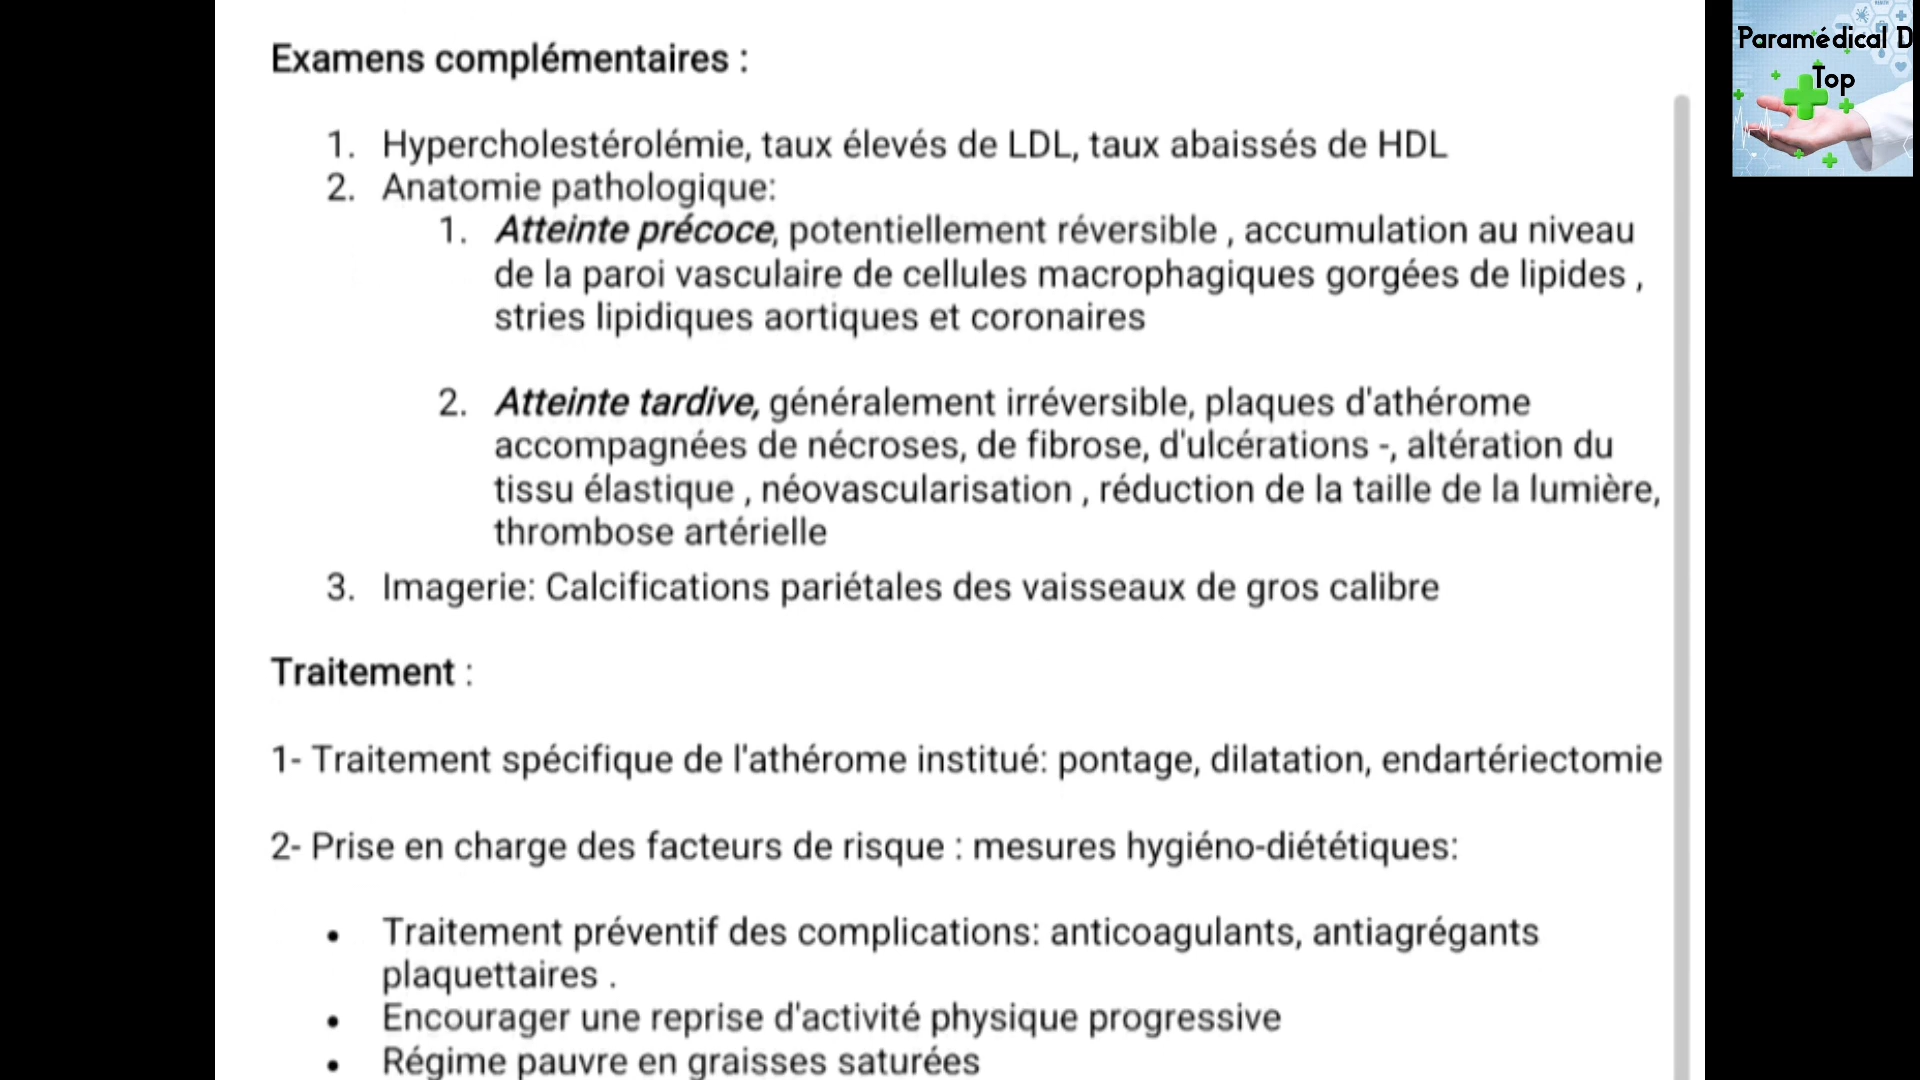 Examens complémentaires :
1. Hypercholestérolémie, taux élevés de LDL, taux abaissés de HDL
2. Anatomie pathologique:
1. Atteinte précoce, potentiellement réversible , accumulation au niveau
de la paroi vasculaire de cellules macrophagiques gorgées de lipides ,
stries lipidiques aortiques et coronaires
2. Atteinte tardive, généralement irréversible, plaques d'athérome
accompagnées de nécroses, de fibrose, d'ulcérations -, altération du
tissu élastique , néovascularisation , réduction de la taille de la lumière,
thrombose artérielle
3. Imagerie: Calcifications pariétales des vaisseaux de gros calibre
Traitement :
1- Traitement spécifique de l'athérome institué: pontage, dilatation, endartériectomie
2- Prise en charge des facteurs de risque : mesures hygiéno-diététiques:
• Traitement préventif des complications: anticoagulants, antiagrégants
plaquettaires .
• Encourager une reprise d'activité physique progressive
• Régime pauvre en graisses saturées
Paramédical D
Top